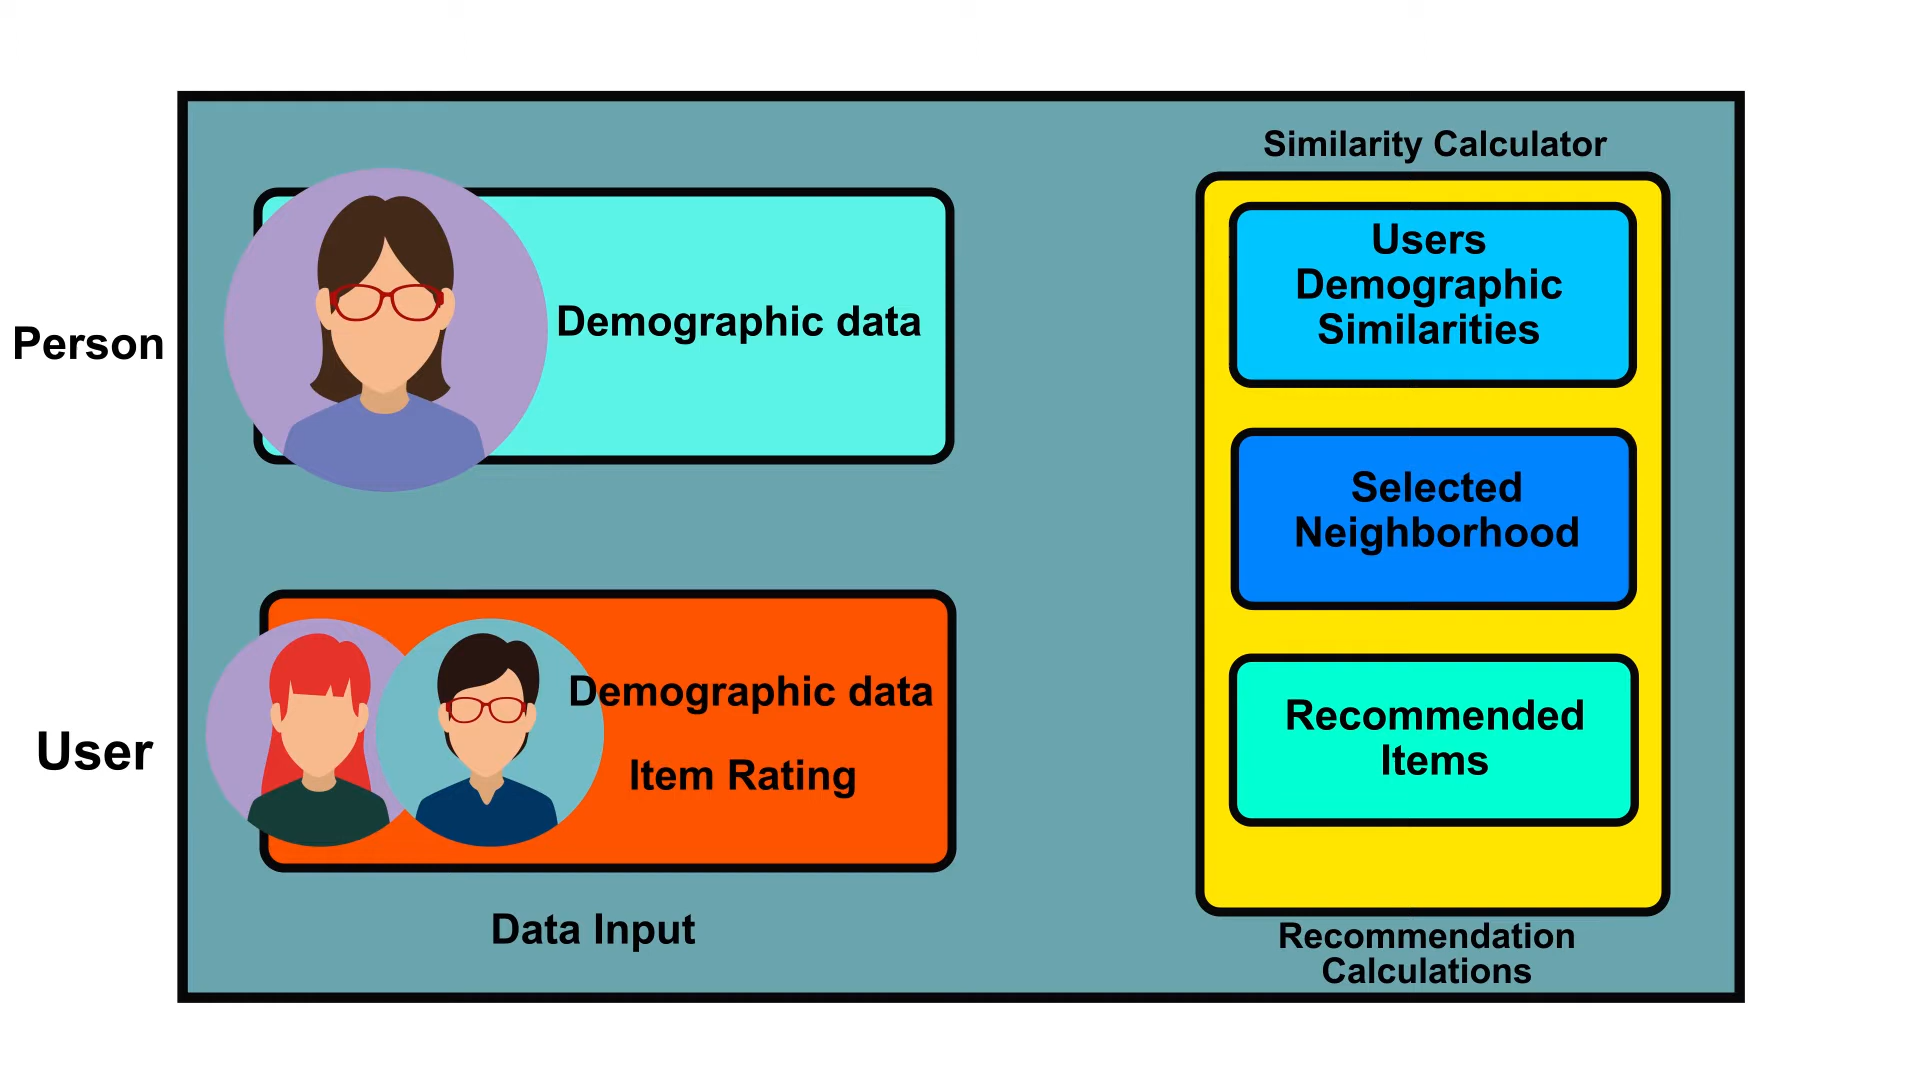 Person
Demographic data
User
Demographic data
Item Rating
Data Input
Similarity Calculator
Users
Demographic
Similarities
Selected
Neighborhood
Recommended
Items
Recommendation
Calculations